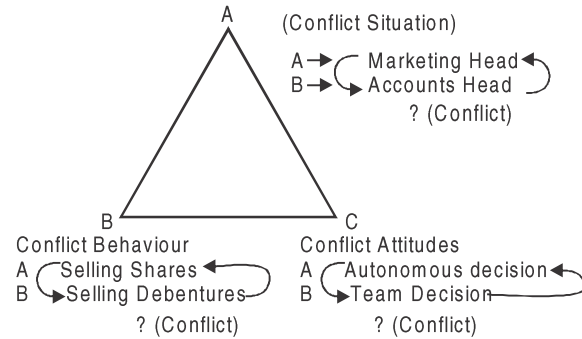 A
(Conflict Situation)
A Marketing Head
B Accounts Head
? (Conflict)
B C
Conflict Behaviour
A Selling Shares
B Selling Debentures
? (Conflict)
Conflict Attitudes
A Autonomous decision
B Team Decision
? (Conflict)